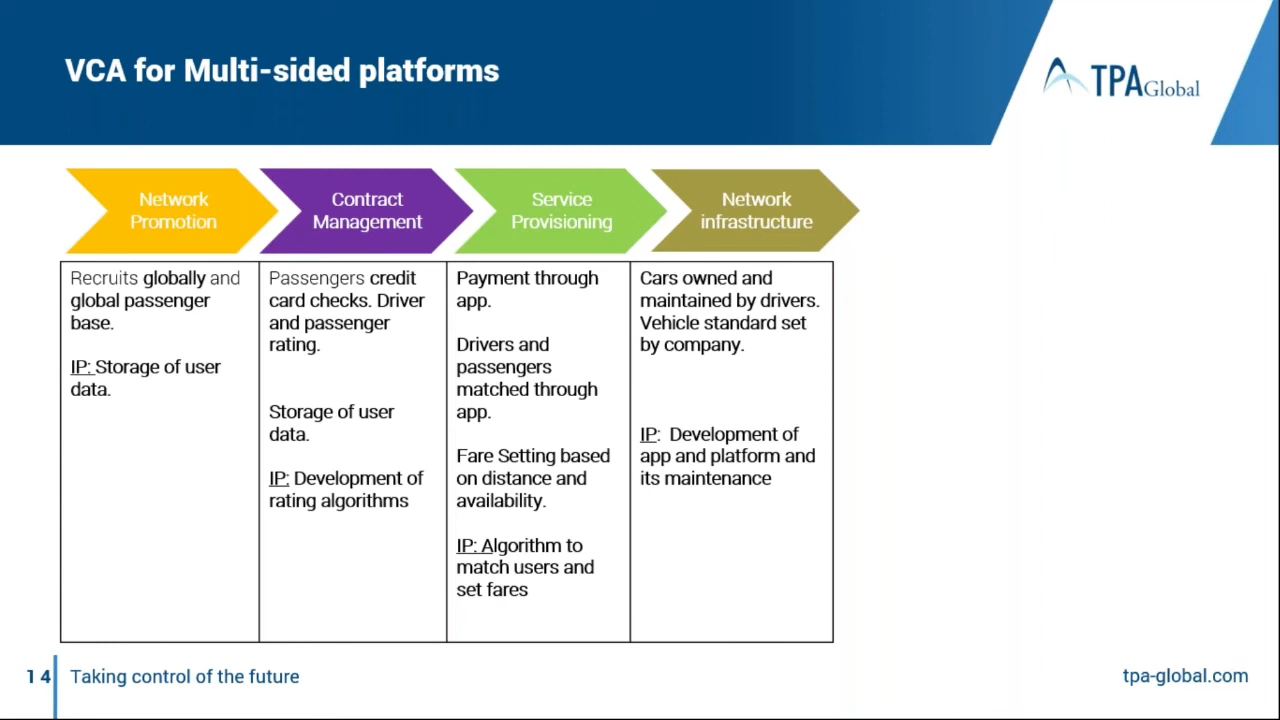 VCA for Multi-sided platforms
TPA Global
Network
Promotion
Contract
Management
Service
Provisioning
Network
infrastructure
Recruits globally and
global passenger
base.
IP: Storage of user
data.
Passengers credit
card checks. Driver
and passenger
rating.
Storage of user
data.
IP: Development of
rating algorithms
Payment through
app.
Drivers and
passengers
matched through
app.
Fare Setting based
on distance and
availability.
IP: Algorithm to
match users and
set fares
Cars owned and
maintained by drivers.
Vehicle standard set
by company.
IP: Development of
app and platform and
its maintenance
14
Taking control of the future
tpa-global.com